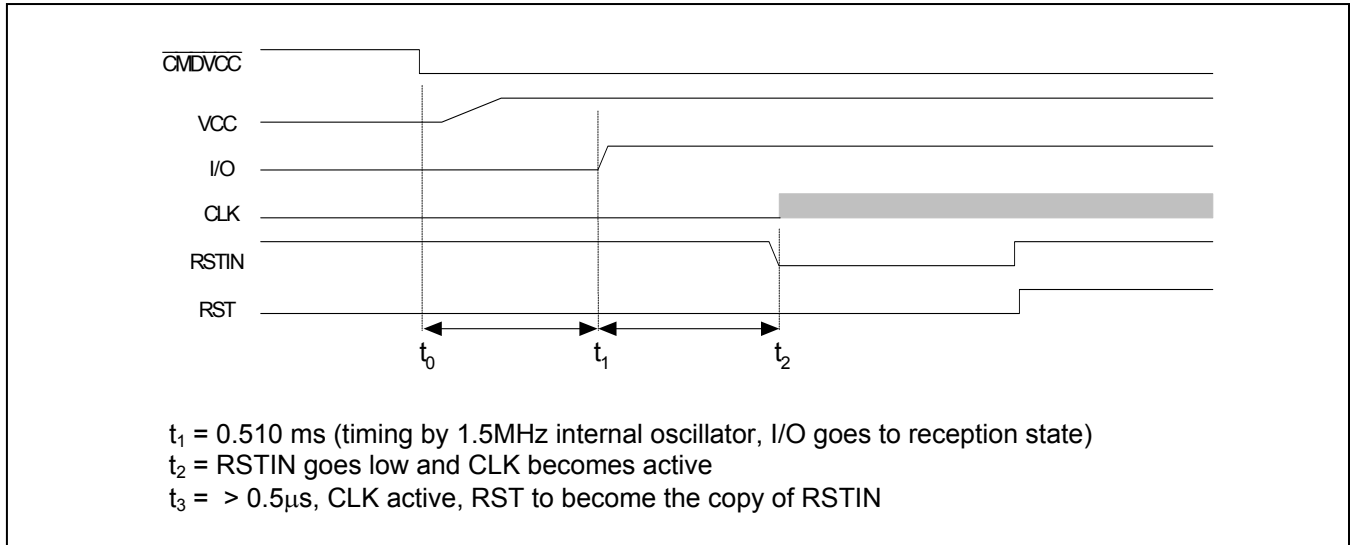 CMDVCC
VCC
I/O
CLK
RSTIN
RST
t₀ t₁ t₂
t₁ = 0.510 ms (timing by 1.5MHz internal oscillator, I/O goes to reception state)
t₂ = RSTIN goes low and CLK becomes active
t₃ = > 0.5μs, CLK active, RST to become the copy of RSTIN